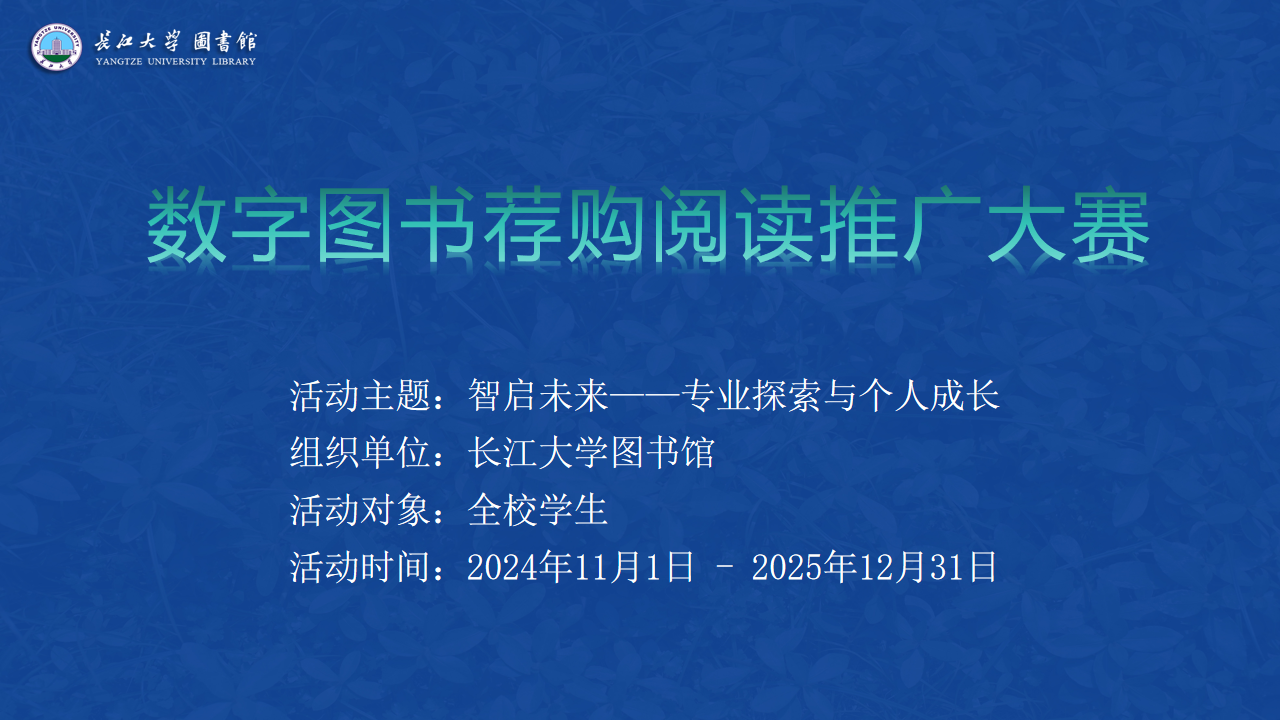 长江大学 圖書館
YANGTZE UNIVERSITY LIBRARY
数字图书荐购阅读推广大赛
活动主题：智启未来——专业探索与个人成长
组织单位：长江大学图书馆
活动对象：全校学生
活动时间：2024年11月1日 - 2025年12月31日